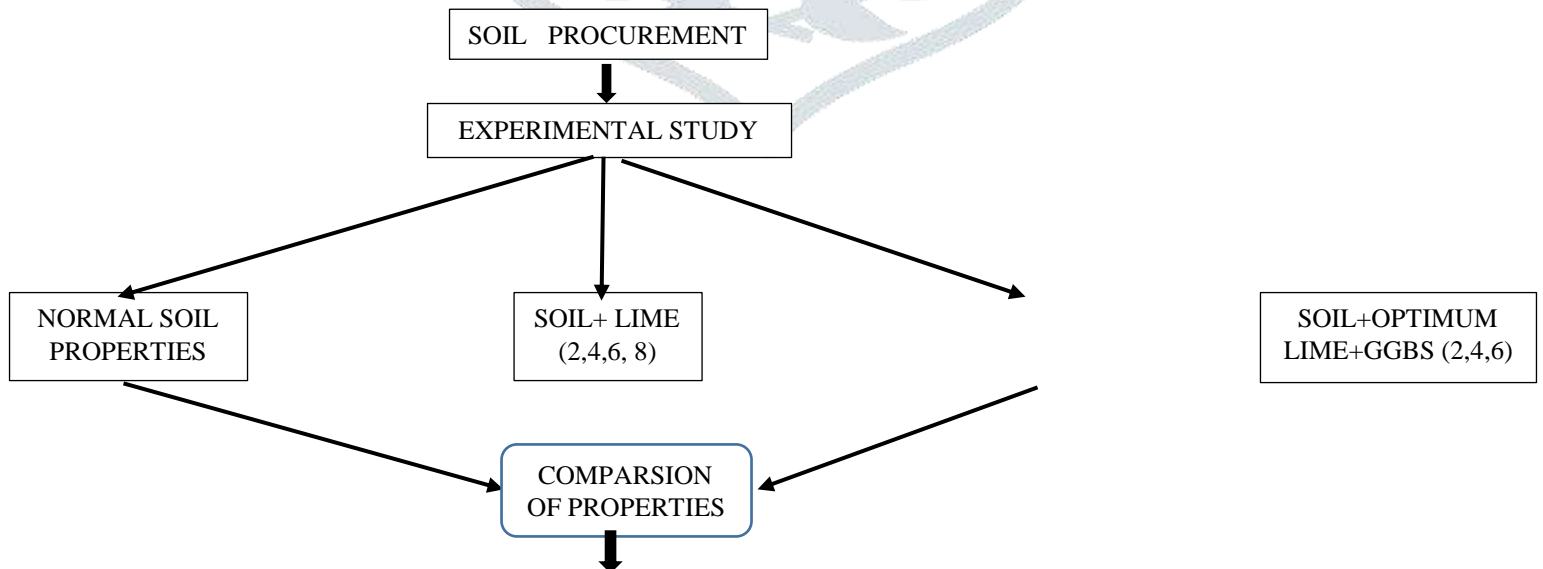 SOIL PROCUREMENT
EXPERIMENTAL STUDY
NORMAL SOIL
PROPERTIES
SOIL+ LIME
(2,4,6, 8)
SOIL+OPTIMUM
LIME+GGBS (2,4,6)
COMPARSION
OF PROPERTIES